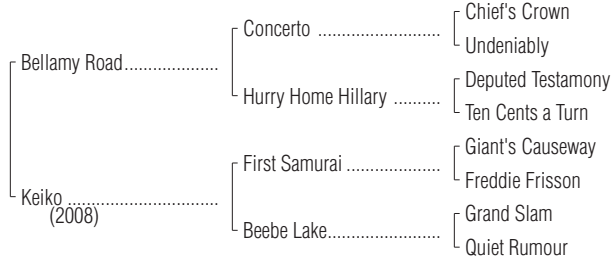 Chief's Crown
Concerto ..........................
Undeniably
Bellamy Road....................
Deputed Testamony
Hurry Home Hillary ..........
Ten Cents a Turn
Giant's Causeway
First Samurai ....................
Freddie Frisson
Keiko ................................
(2008)
Grand Slam
Beebe Lake........................
Quiet Rumour